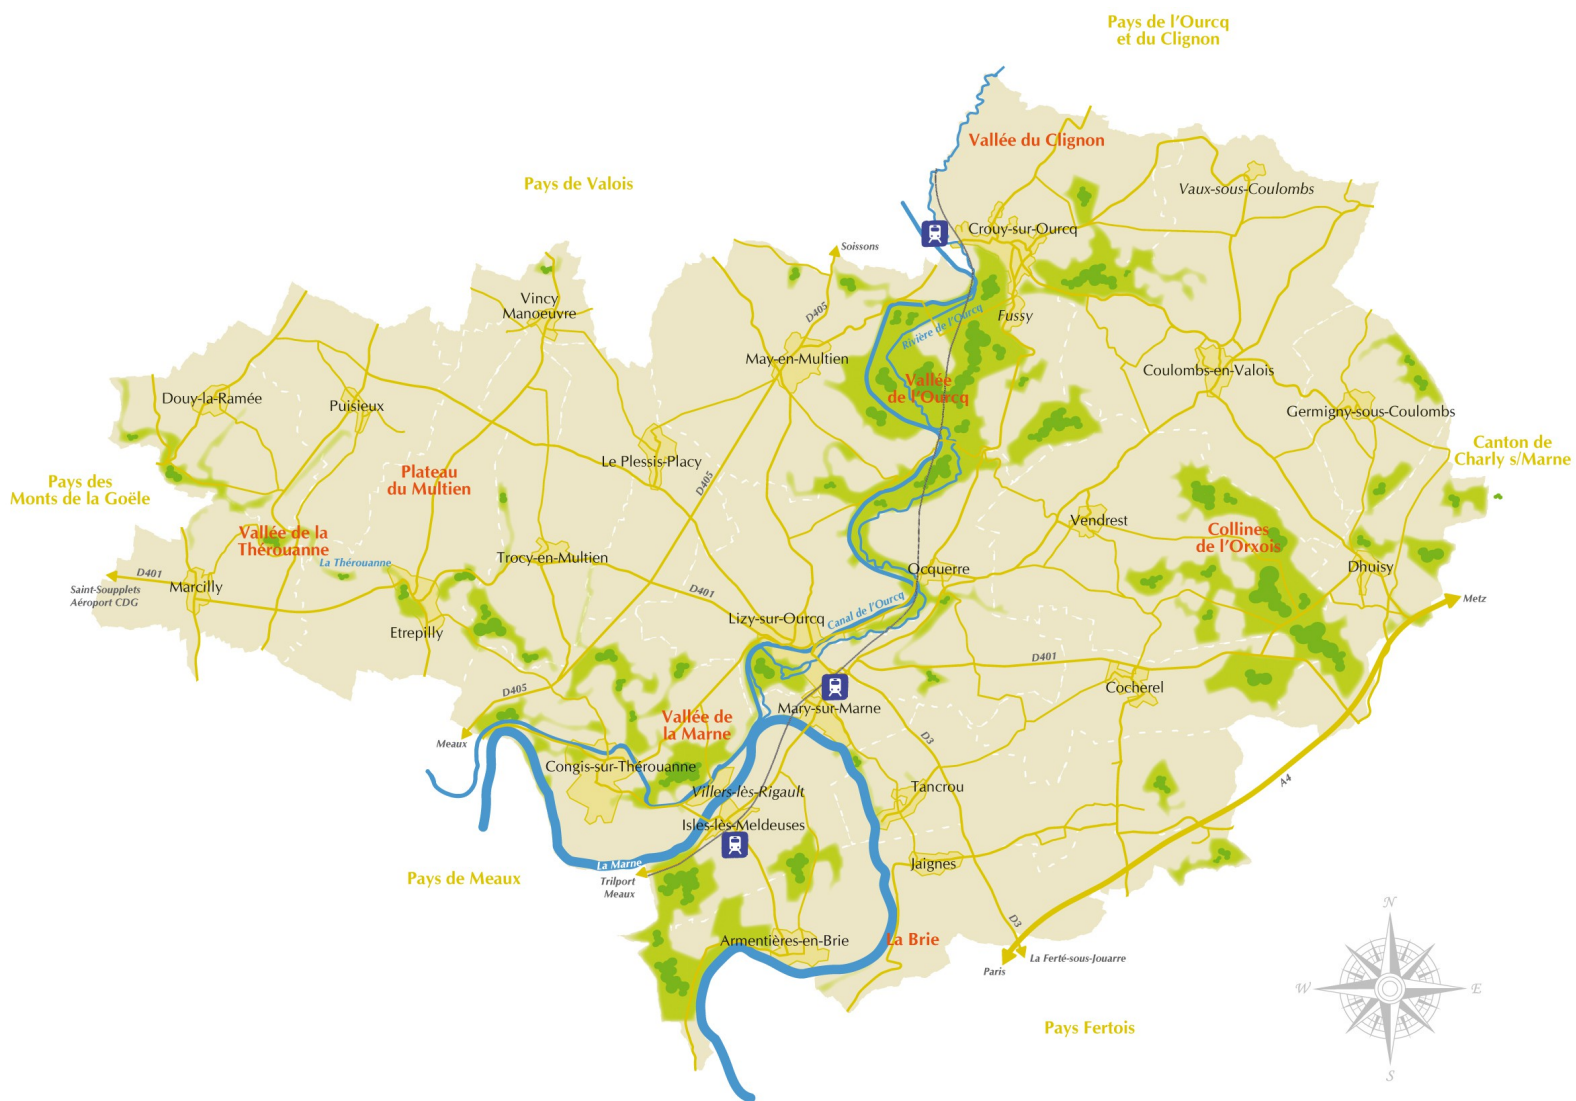 Pays de l'Ourcq
et du Clignon
Vallée du Clignon
Pays de Valois
Vaux-sous-Coulombs
Crouy-sur-Ourcq
Soissons
Vincy
Manoeuvre
D405
Rivière de l'Ourcq
Fussy
May-en-Multien
Coulombs-en-Valois
Vallée
de l'Ourcq
Douy-la-Ramée
Puisieux
Germigny-sous-Coulombs
Canton de
Charly s/Marne
Le Plessis-Placy
Plateau
du Multien
Pays des
Monts de la Goële
D405
Vendrest
Collines
de l'Orxois
Vallée de la
Thérouanne
La Thérouanne
Trocy-en-Multien
Ocquerre
Dhuisy
D401
Marcilly
Saint-Soupplets
Aéroport CDG
D401
Metz
Canal de l'Ourcq
Lizy-sur-Ourcq
Etrepilly
D401
Cocherel
D405
Mary-sur-Marne
Vallée de
la Marne
Meaux
D3
Congis-sur-Thérouanne
A4
Villers-lès-Rigault
Tancrou
Isles-lès-Meldeuses
La Marne
Jaignes
Pays de Meaux
Trilport
Meaux
N
D3
Armentières-en-Brie
La Brie
La Ferté-sous-Jouarre
Paris
W
E
Pays Fertois
S